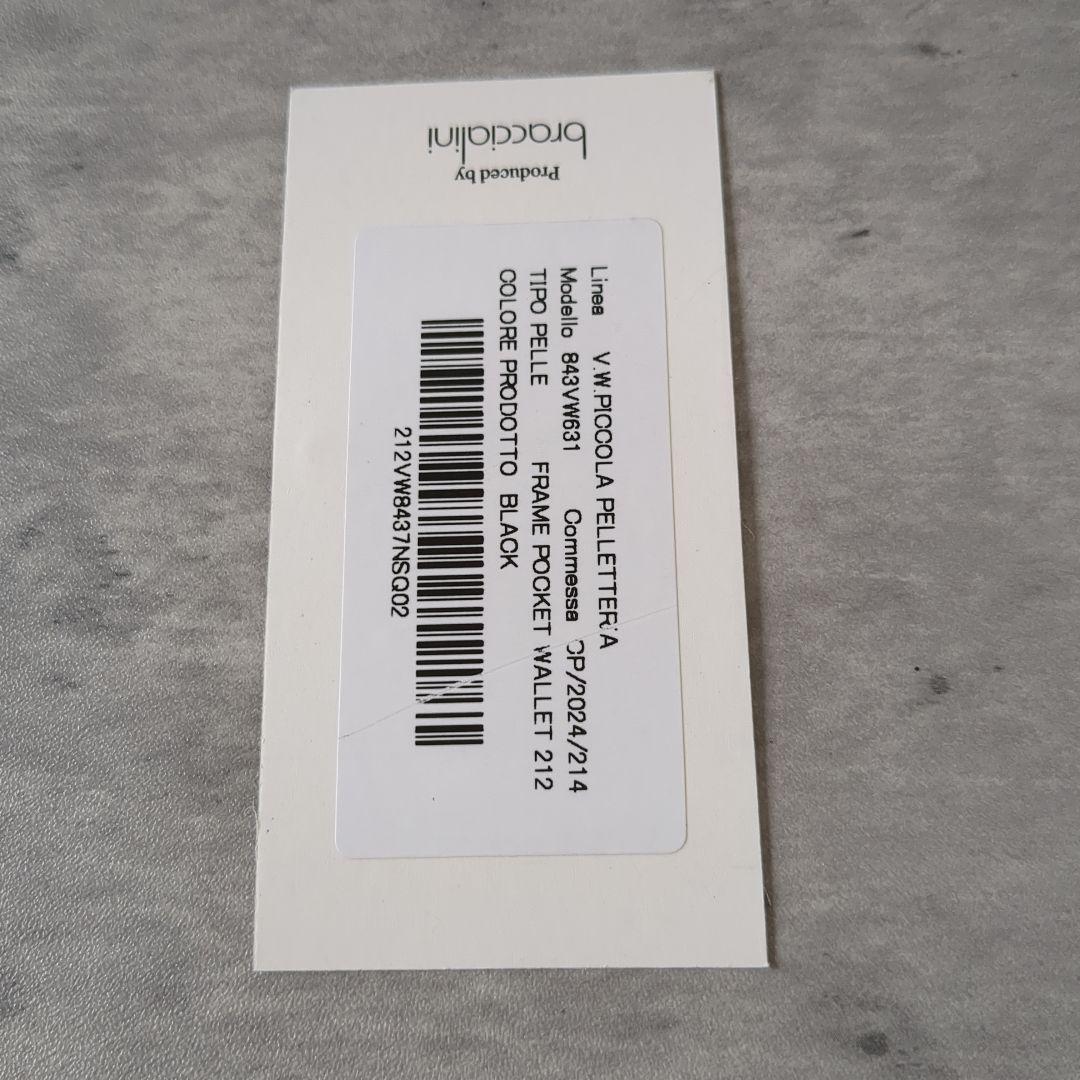 Produced by
braccialini
Linea V.W.PICCOLA PELLETTERIA
Modello 843VW631 Commessa OP/2024/214
TIPO PELLE FRAME POCKET WALLET 212
COLORE PRODOTTO BLACK
212VW8437NSQ02